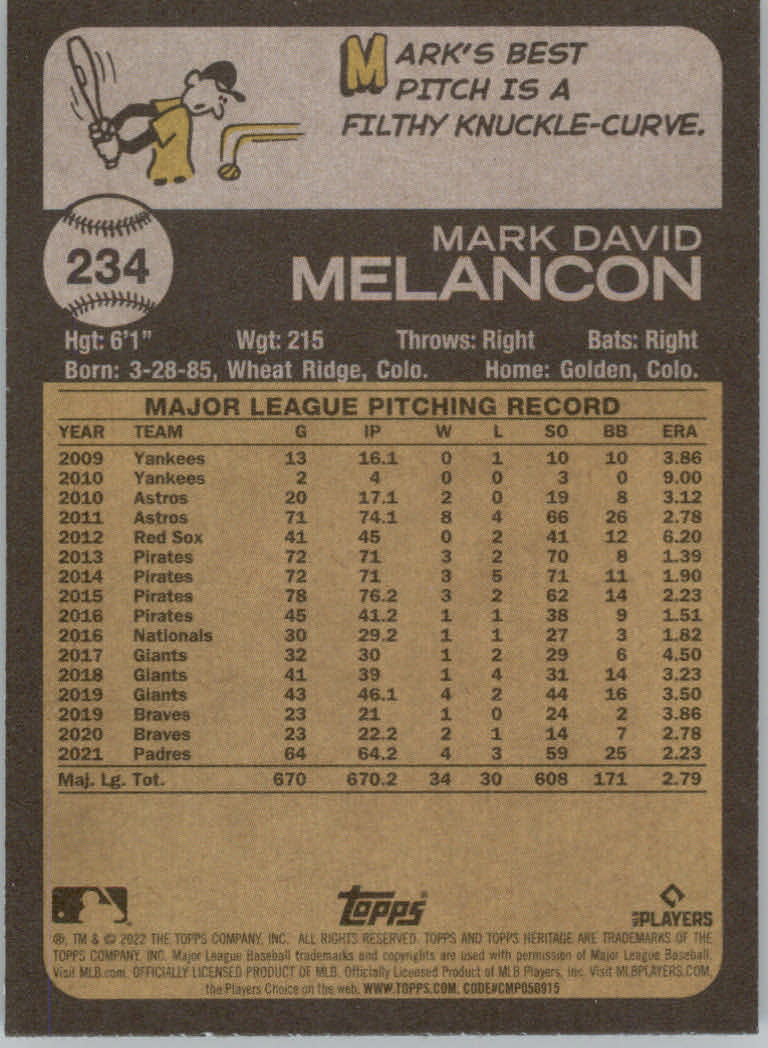 MARK'S BEST
PITCH IS A
FILTHY KNUCKLE-CURVE.
234
MARK DAVID
MELANCON
Hgt: 6'1" Wgt: 215 Throws: Right Bats: Right
Born: 3-28-85, Wheat Ridge, Colo. Home: Golden, Colo.
MAJOR LEAGUE PITCHING RECORD
YEAR TEAM G IP W L SO BB ERA
2009 Yankees 13 16.1 0 1 10 10 3.86
2010 Yankees 2 4 0 0 3 0 9.00
2010 Astros 20 17.1 2 0 19 8 3.12
2011 Astros 71 74.1 8 4 66 26 2.78
2012 Red Sox 41 45 0 2 41 12 6.20
2013 Pirates 72 71 3 2 70 8 1.39
2014 Pirates 72 71 3 5 71 11 1.90
2015 Pirates 78 76.2 3 2 62 14 2.23
2016 Pirates 45 41.2 1 1 38 9 1.51
2016 Nationals 30 29.2 1 1 27 3 1.82
2017 Giants 32 30 1 2 29 6 4.50
2018 Giants 41 39 1 4 31 14 3.23
2019 Giants 43 46.1 4 2 44 16 3.50
2019 Braves 23 21 1 0 24 2 3.86
2020 Braves 23 22.2 2 1 14 7 2.78
2021 Padres 64 64.2 4 3 59 25 2.23
Maj. Lg. Tot. 670 670.2 34 30 608 171 2.79
Topps®
MLB PLAYERS
®, TM & © 2022 THE TOPPS COMPANY, INC. ALL RIGHTS RESERVED. TOPPS AND TOPPS HERITAGE ARE TRADEMARKS OF THE
TOPPS COMPANY, INC. Major League Baseball trademarks and copyrights are used with permission of Major League Baseball.
Visit MLB.com. OFFICIALLY LICENSED PRODUCT OF MLB. Officially Licensed Product of MLB Players, Inc. Visit MLBPLAYERS.COM,
the Players Choice on the web. WWW.TOPPS.COM. CODE#CMP050915